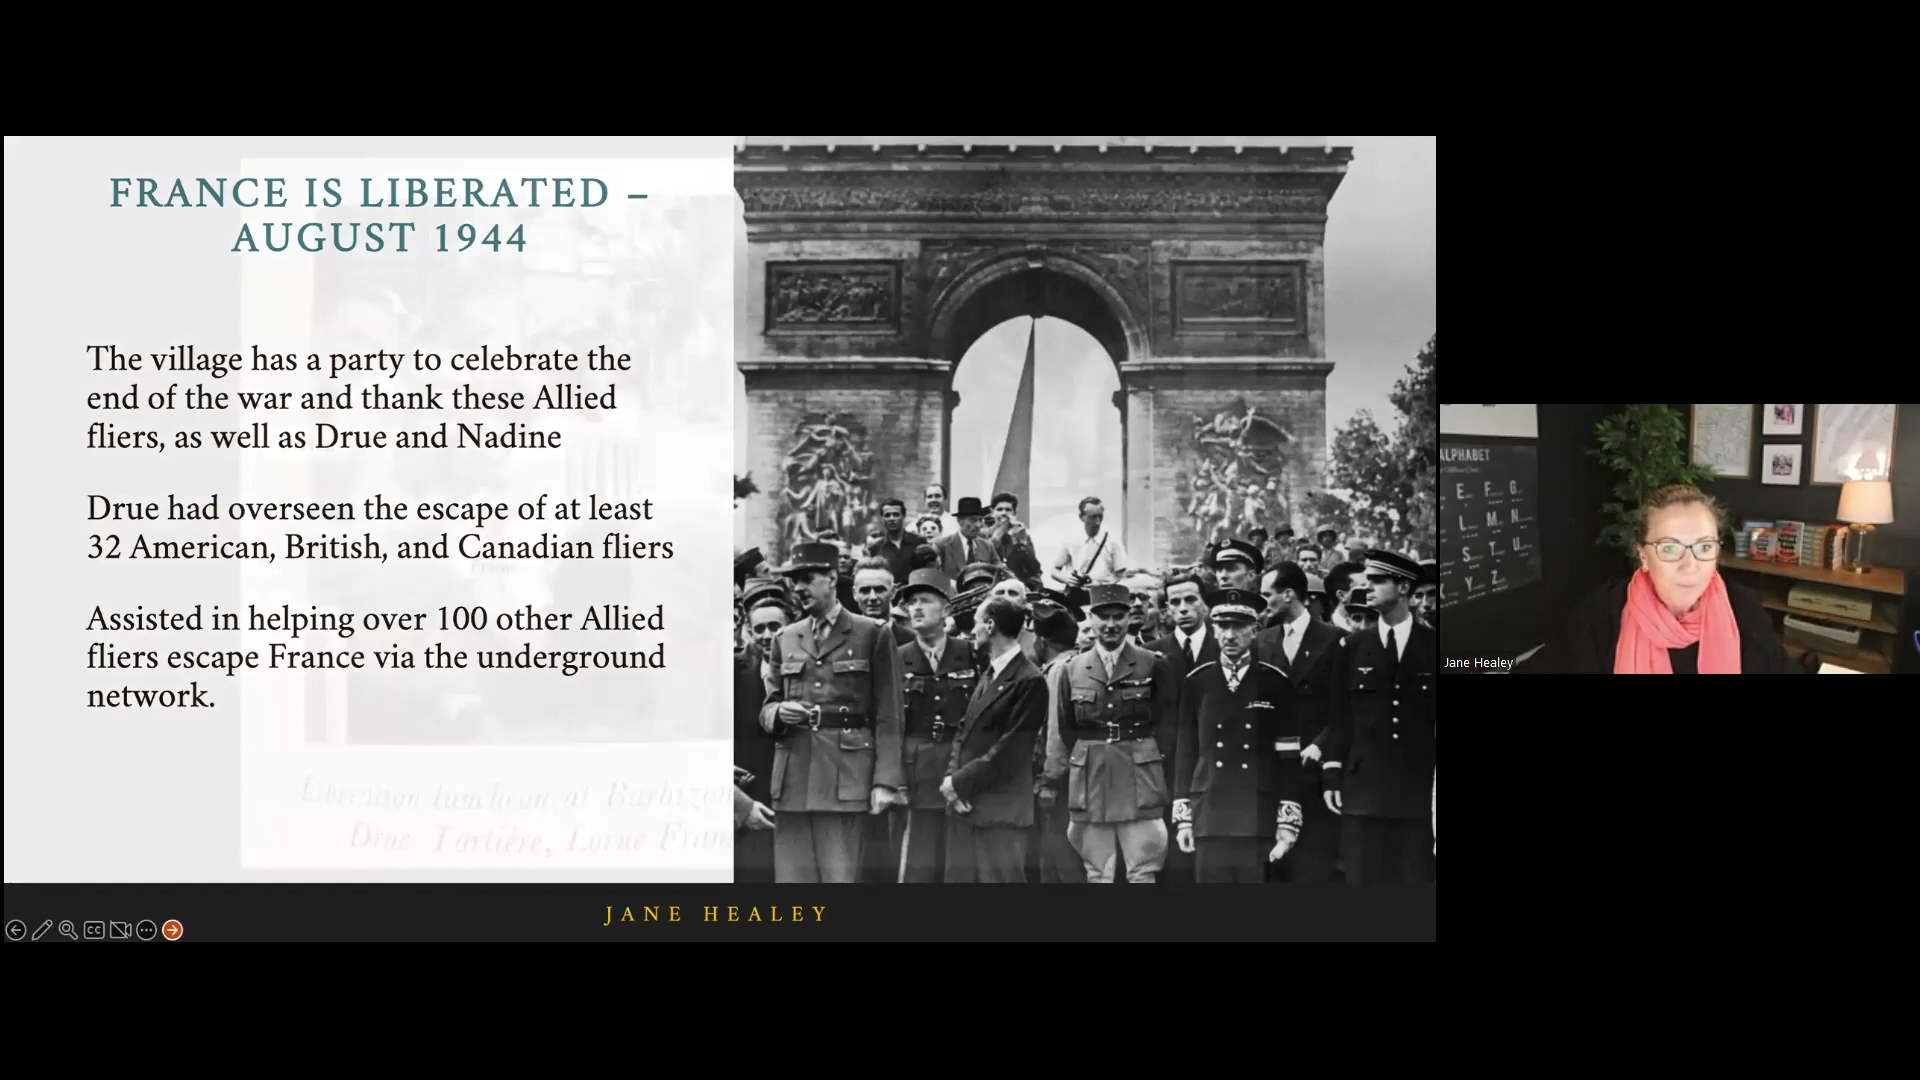 FRANCE IS LIBERATED –
AUGUST 1944
The village has a party to celebrate the
end of the war and thank these Allied
fliers, as well as Drue and Nadine
Drue had overseen the escape of at least
32 American, British, and Canadian fliers
Assisted in helping over 100 other Allied
fliers escape France via the underground
network.
Liberation luncheon at Barbizon
Drue Tartière, Lorne Fram
JANE HEALEY
CC
ALPHABET
E F G
L M N
S T U
Y Z
Jane Healey